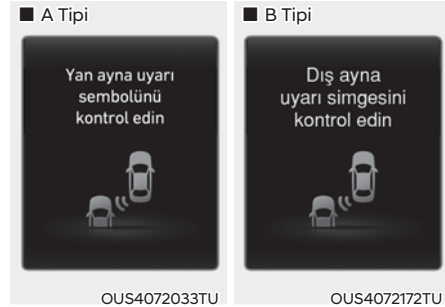 ■ A Tipi
Yan ayna uyarı
sembolünü
kontrol edin
OUS4072033TU
■ B Tipi
Dış ayna
uyarı simgesini
kontrol edin
OUS4072172TU